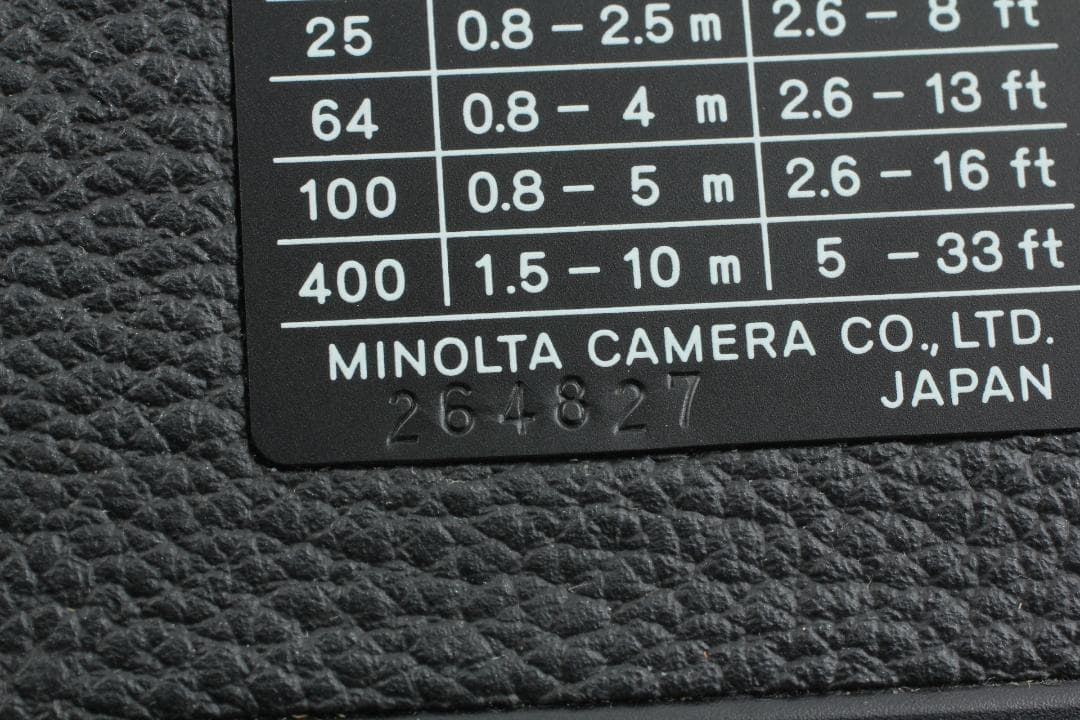 25 0.8 – 2.5 m 2.6 – 8 ft
64 0.8 – 4 m 2.6 – 13 ft
100 0.8 – 5 m 2.6 – 16 ft
400 1.5 – 10 m 5 – 33 ft
MINOLTA CAMERA CO., LTD.
JAPAN
264827